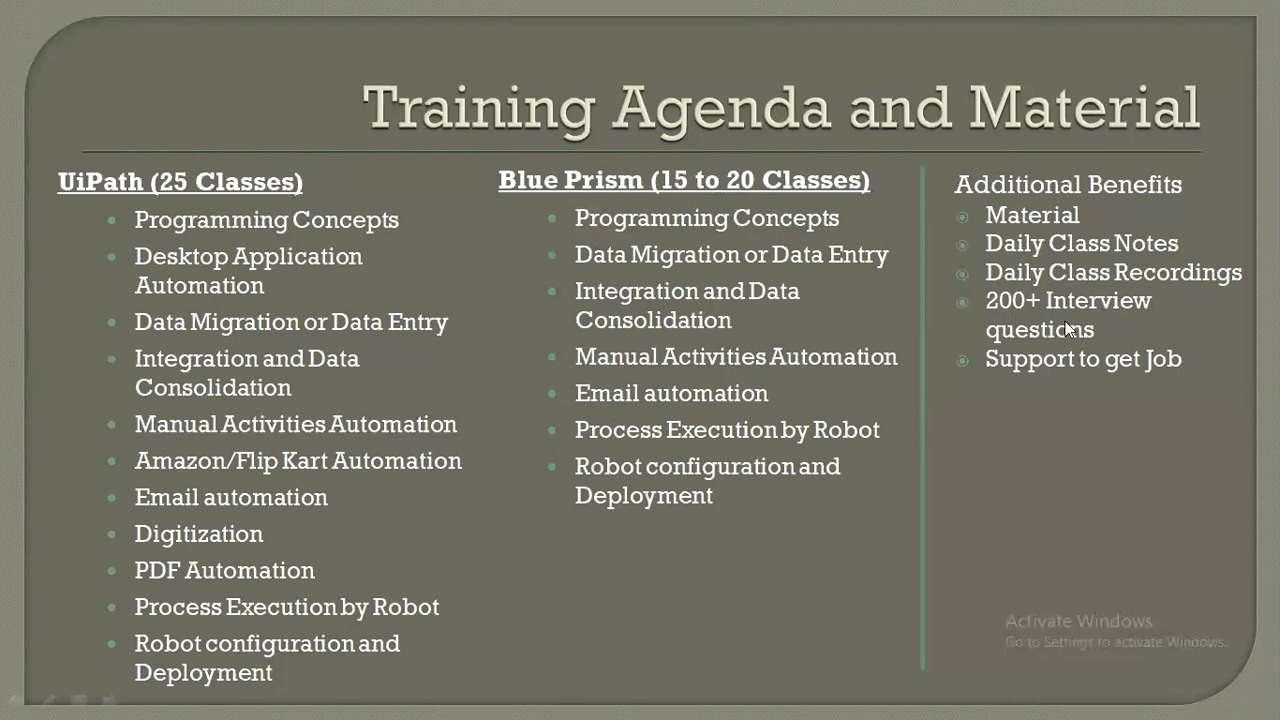 Training Agenda and Material
UiPath (25 Classes)
Programming Concepts
Desktop Application
Automation
Data Migration or Data Entry
Integration and Data
Consolidation
Manual Activities Automation
Amazon/Flip Kart Automation
Email automation
Digitization
PDF Automation
Process Execution by Robot
Robot configuration and
Deployment
Blue Prism (15 to 20 Classes)
Programming Concepts
Data Migration or Data Entry
Integration and Data
Consolidation
Manual Activities Automation
Email automation
Process Execution by Robot
Robot configuration and
Deployment
Additional Benefits
Material
Daily Class Notes
Daily Class Recordings
200+ Interview
questions
Support to get Job
Activate Windows
Go to Settings to activate Windows.